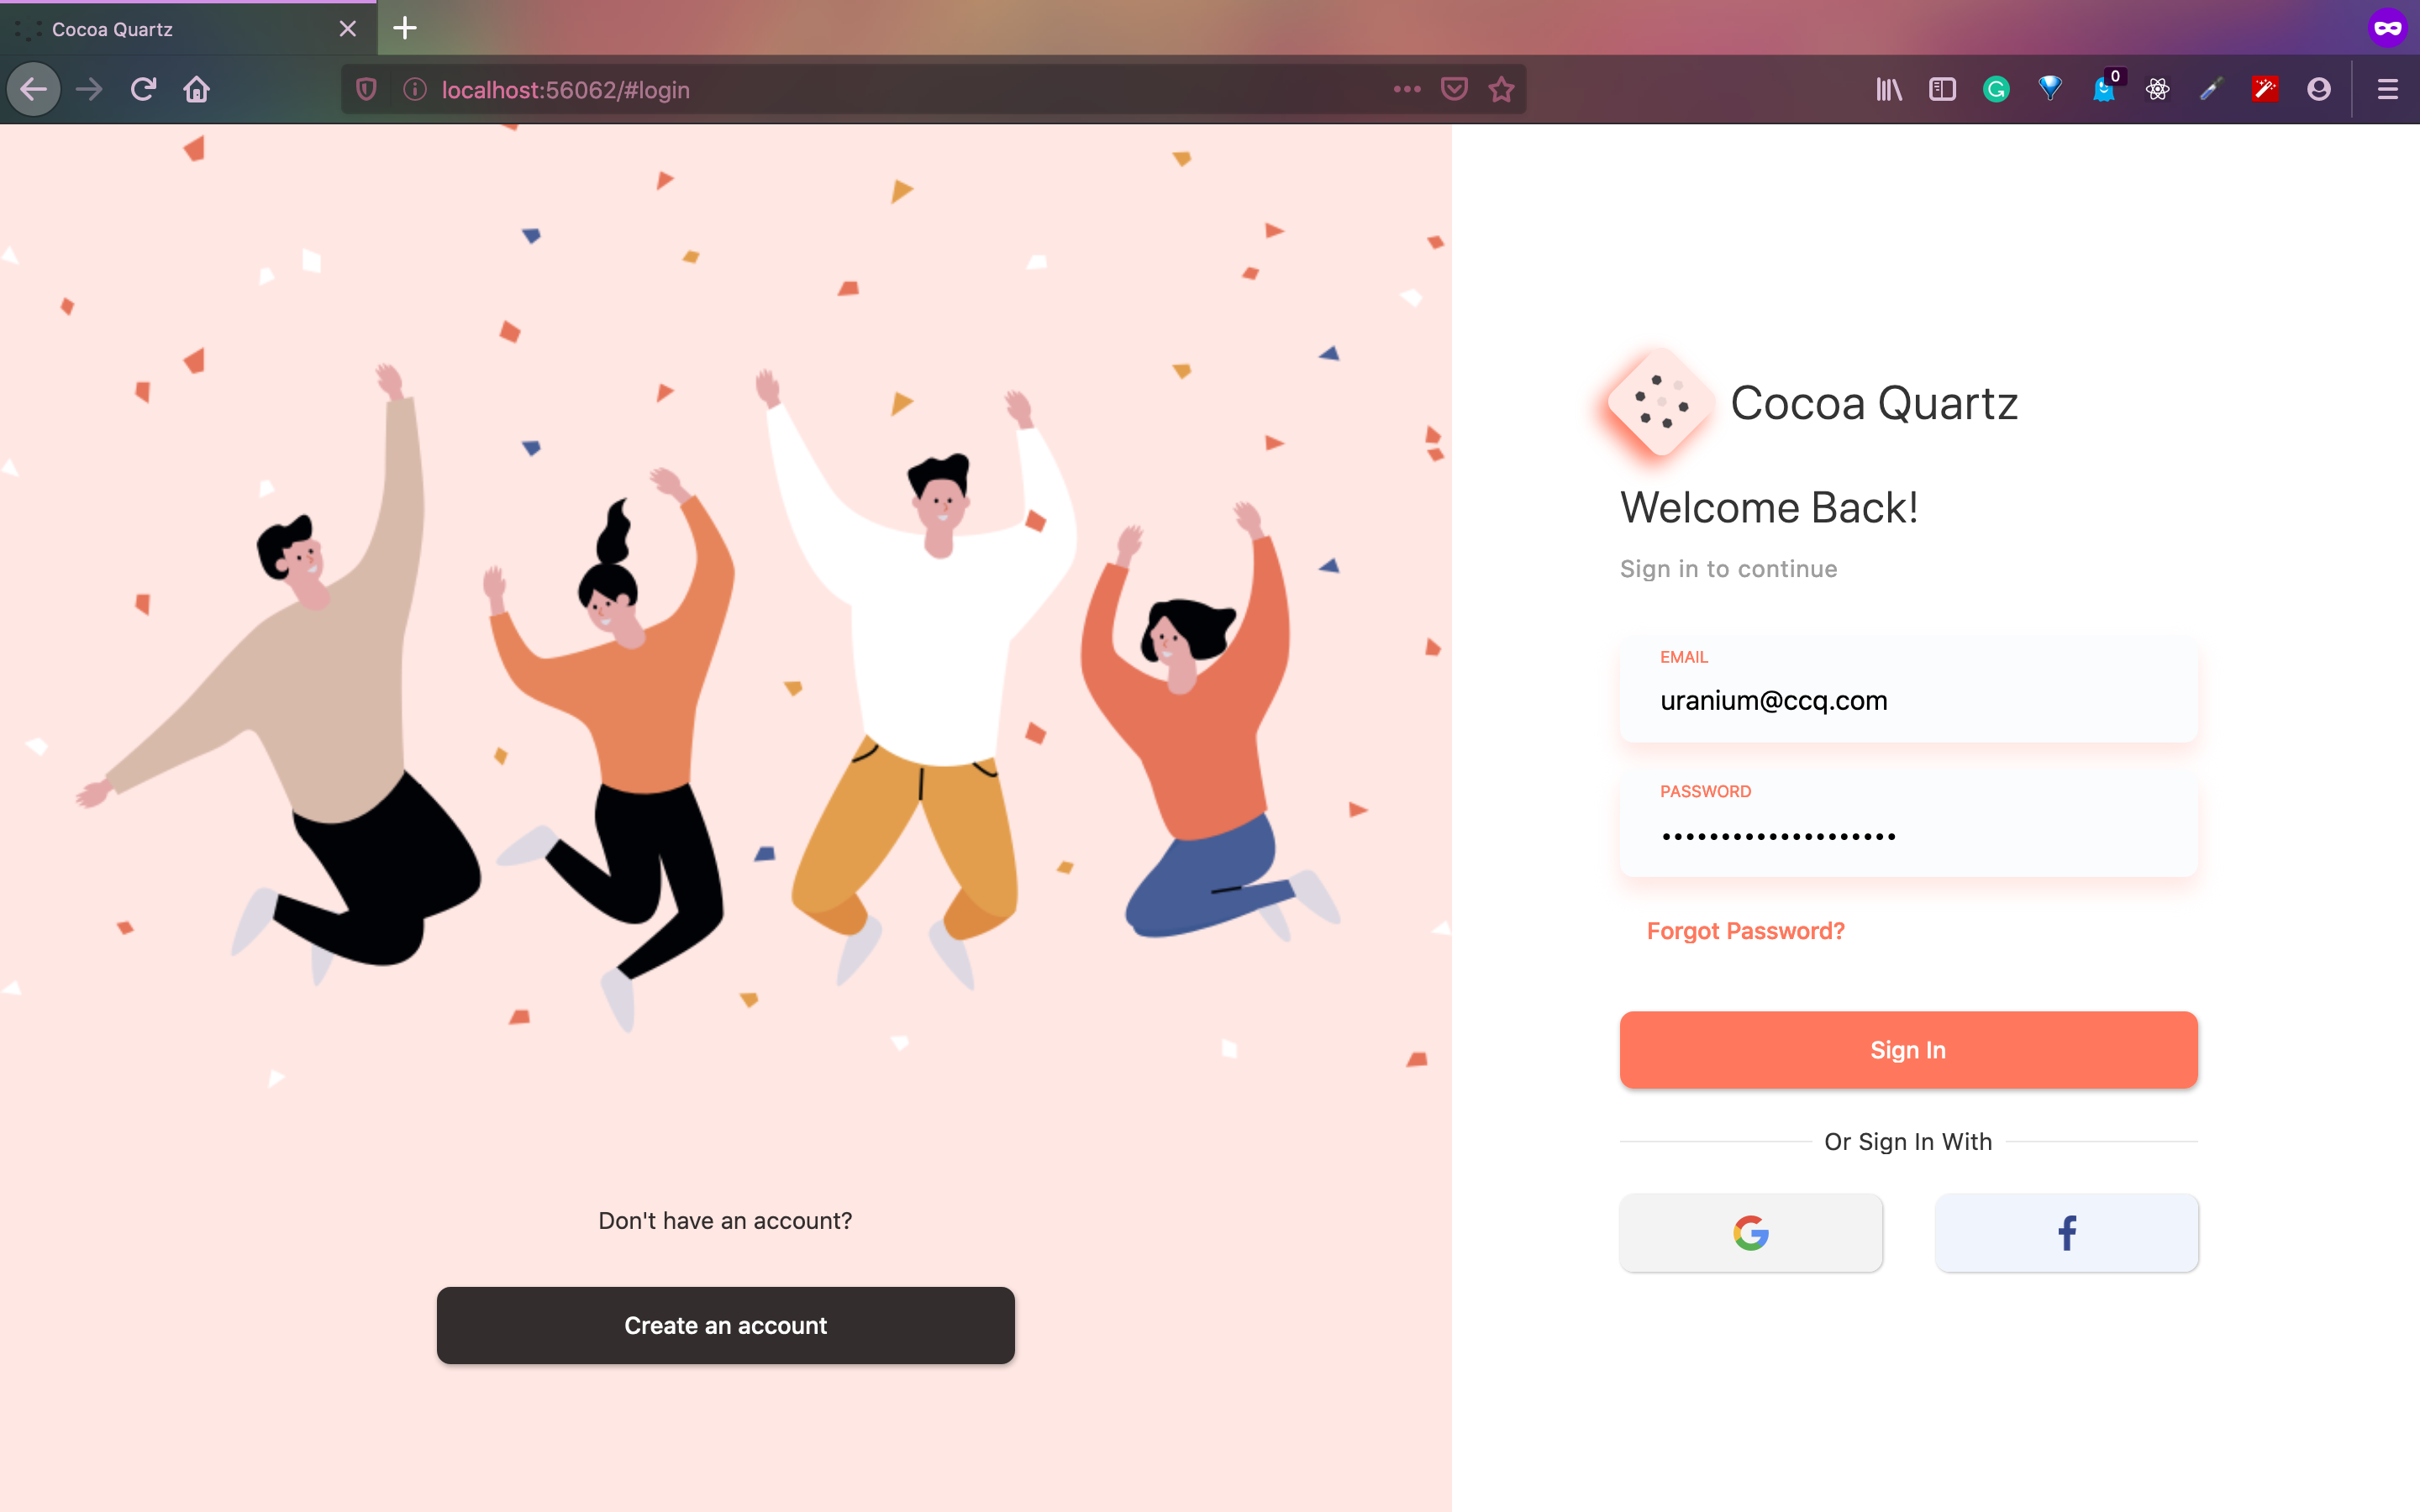 Cocoa Quartz
localhost:56062/#login
0
Cocoa Quartz
Welcome Back!
Sign in to continue
EMAIL
uranium@ccq.com
PASSWORD
••••••••••••••••••••
Forgot Password?
Sign In
Or Sign In With
Don't have an account?
Create an account